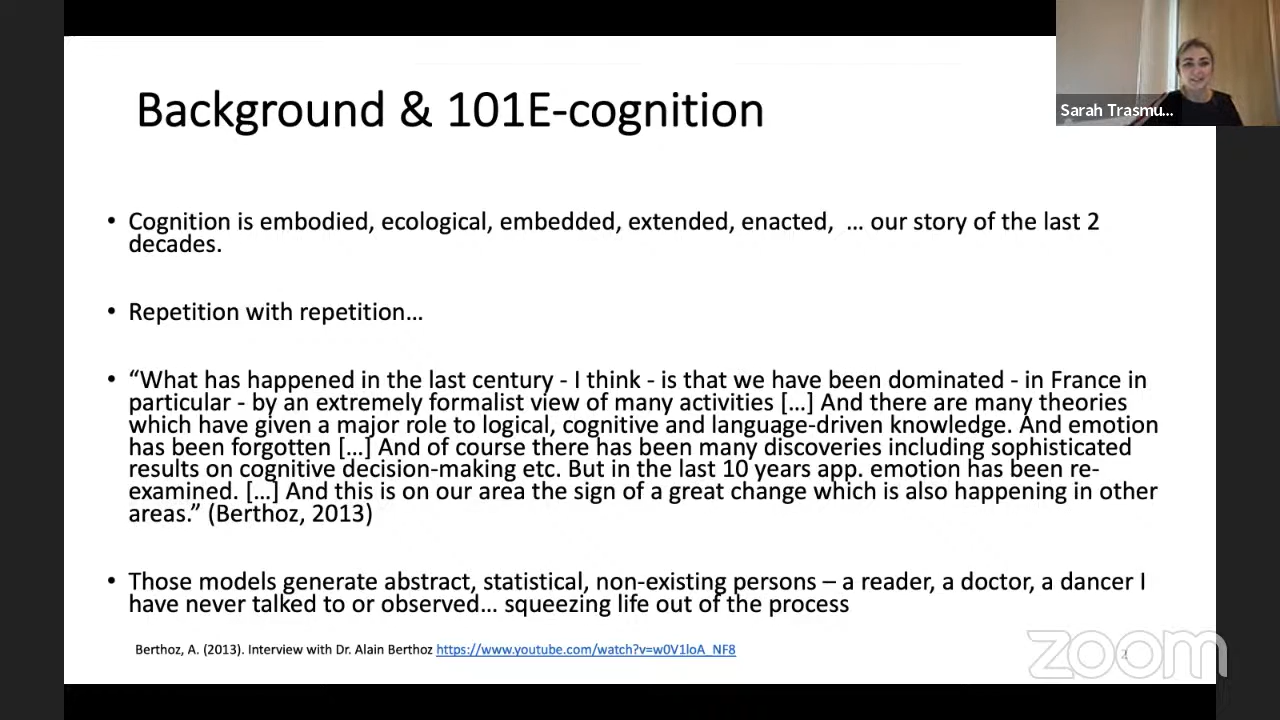 Background & 101E-cognition
Sarah Trasmu...
• Cognition is embodied, ecological, embedded, extended, enacted,  … our story of the last 2
decades.
• Repetition with repetition…
• “What has happened in the last century - I think - is that we have been dominated - in France in
particular - by an extremely formalist view of many activities […] And there are many theories
which have given a major role to logical, cognitive and language-driven knowledge. And emotion
has been forgotten […] And of course there has been many discoveries including sophisticated
results on cognitive decision-making etc. But in the last 10 years app. emotion has been re-
examined. […] And this is on our area the sign of a great change which is also happening in other
areas.” (Berthoz, 2013)
• Those models generate abstract, statistical, non-existing persons – a reader, a doctor, a dancer I
have never talked to or observed… squeezing life out of the process
Berthoz, A. (2013). Interview with Dr. Alain Berthoz https://www.youtube.com/watch?v=w0V1loA_NF8
2
zoom